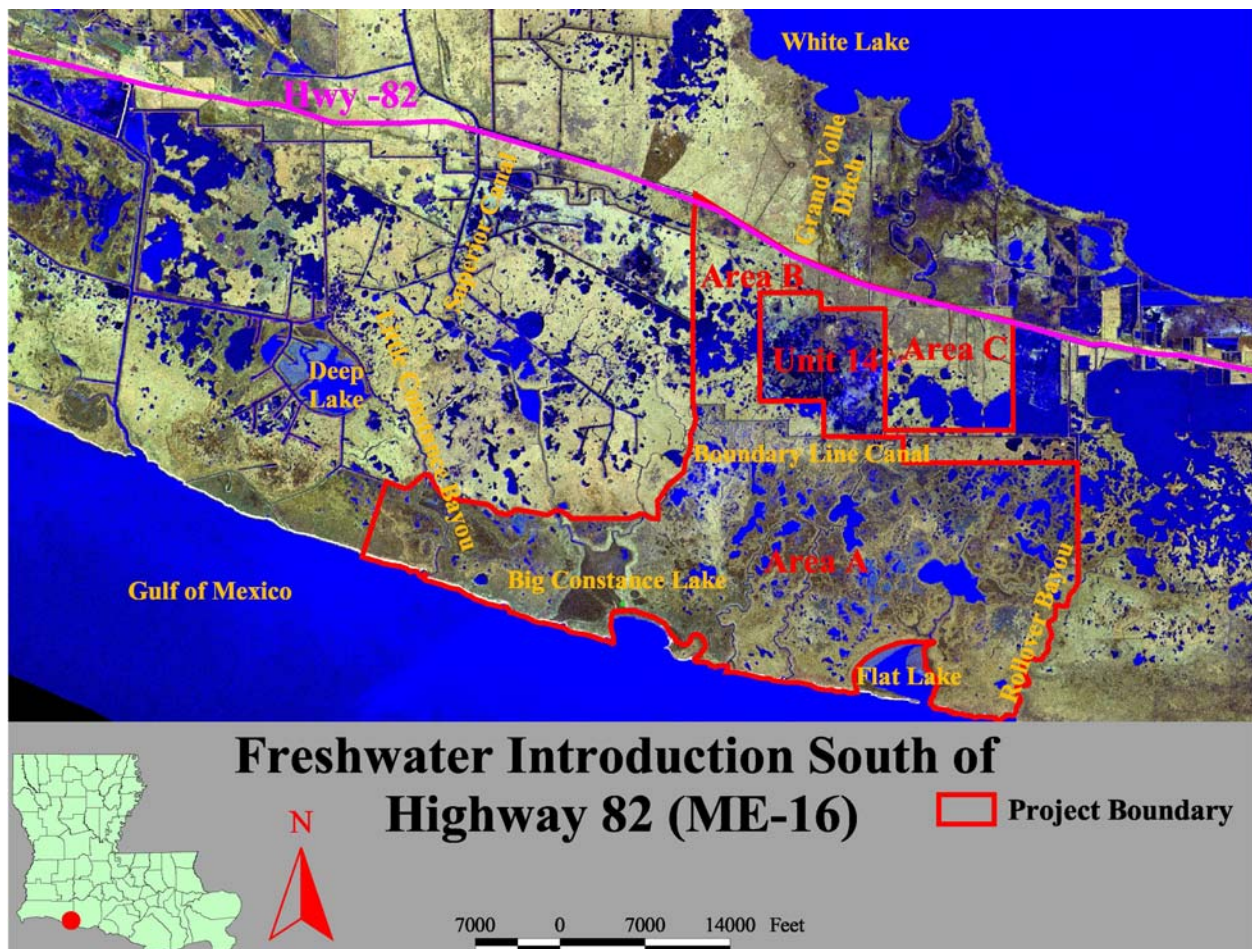 White Lake
Hwy -82
Grand Volle
Ditch
Superior Canal
Area B
Unit 14
Area C
Deep
Lake
Little Constance Bayou
Boundary Line Canal
Area A
Big Constance Lake
Gulf of Mexico
Rollover Bayou
Flat Lake
Freshwater Introduction South of
Highway 82 (ME-16)
N
Project Boundary
7000 0 7000 14000 Feet